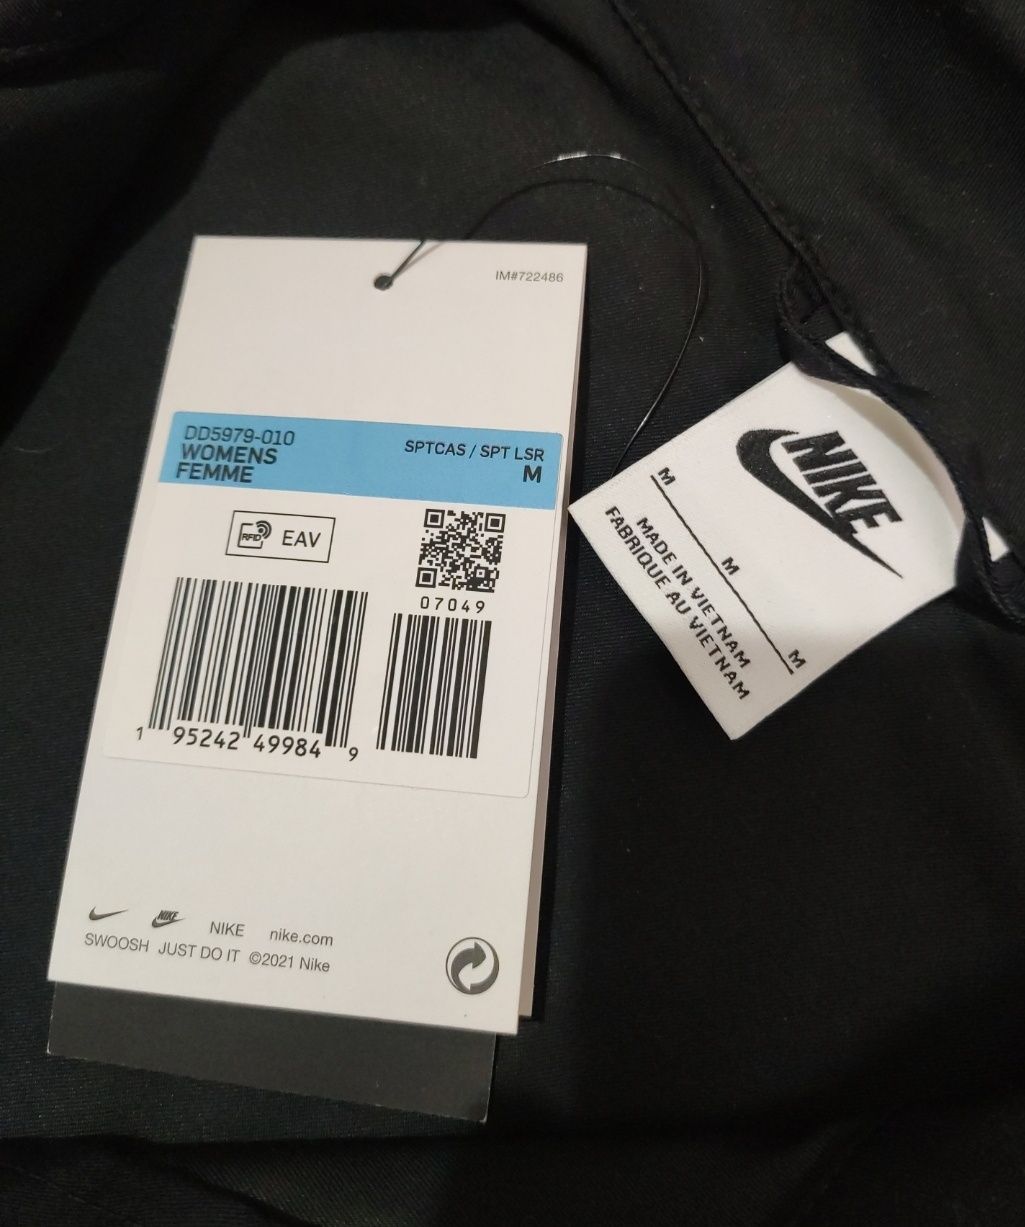 IM#722486
DD5979-010
WOMENS
FEMME
SPTCAS / SPT LSR
M
RFID
EAV
07049
1 95242 49984 9
NIKE NIKE nike.com
SWOOSH JUST DO IT ©2021 Nike
NIKE
M M M
MADE IN VIETNAM
FABRIQUE AU VIETNAM